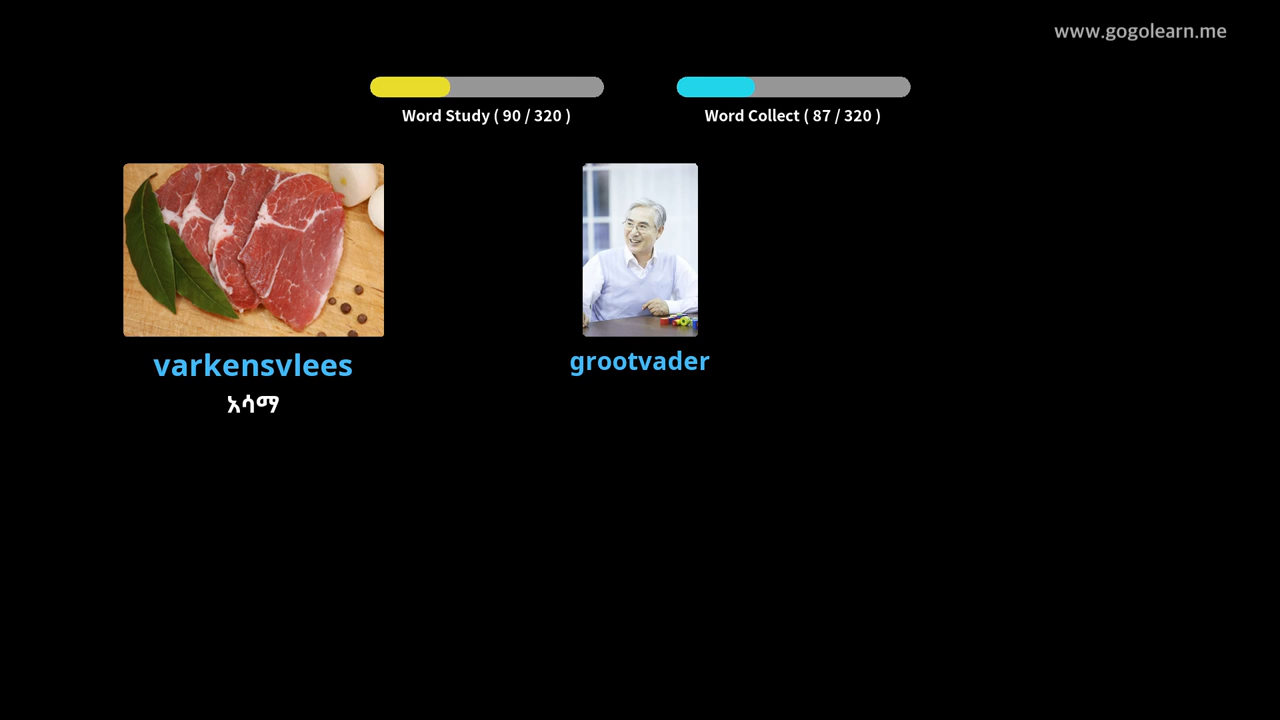 www.gogolearn.me
Word Study ( 90 / 320 )
Word Collect ( 87 / 320 )
varkensvlees
አሳማ
grootvader